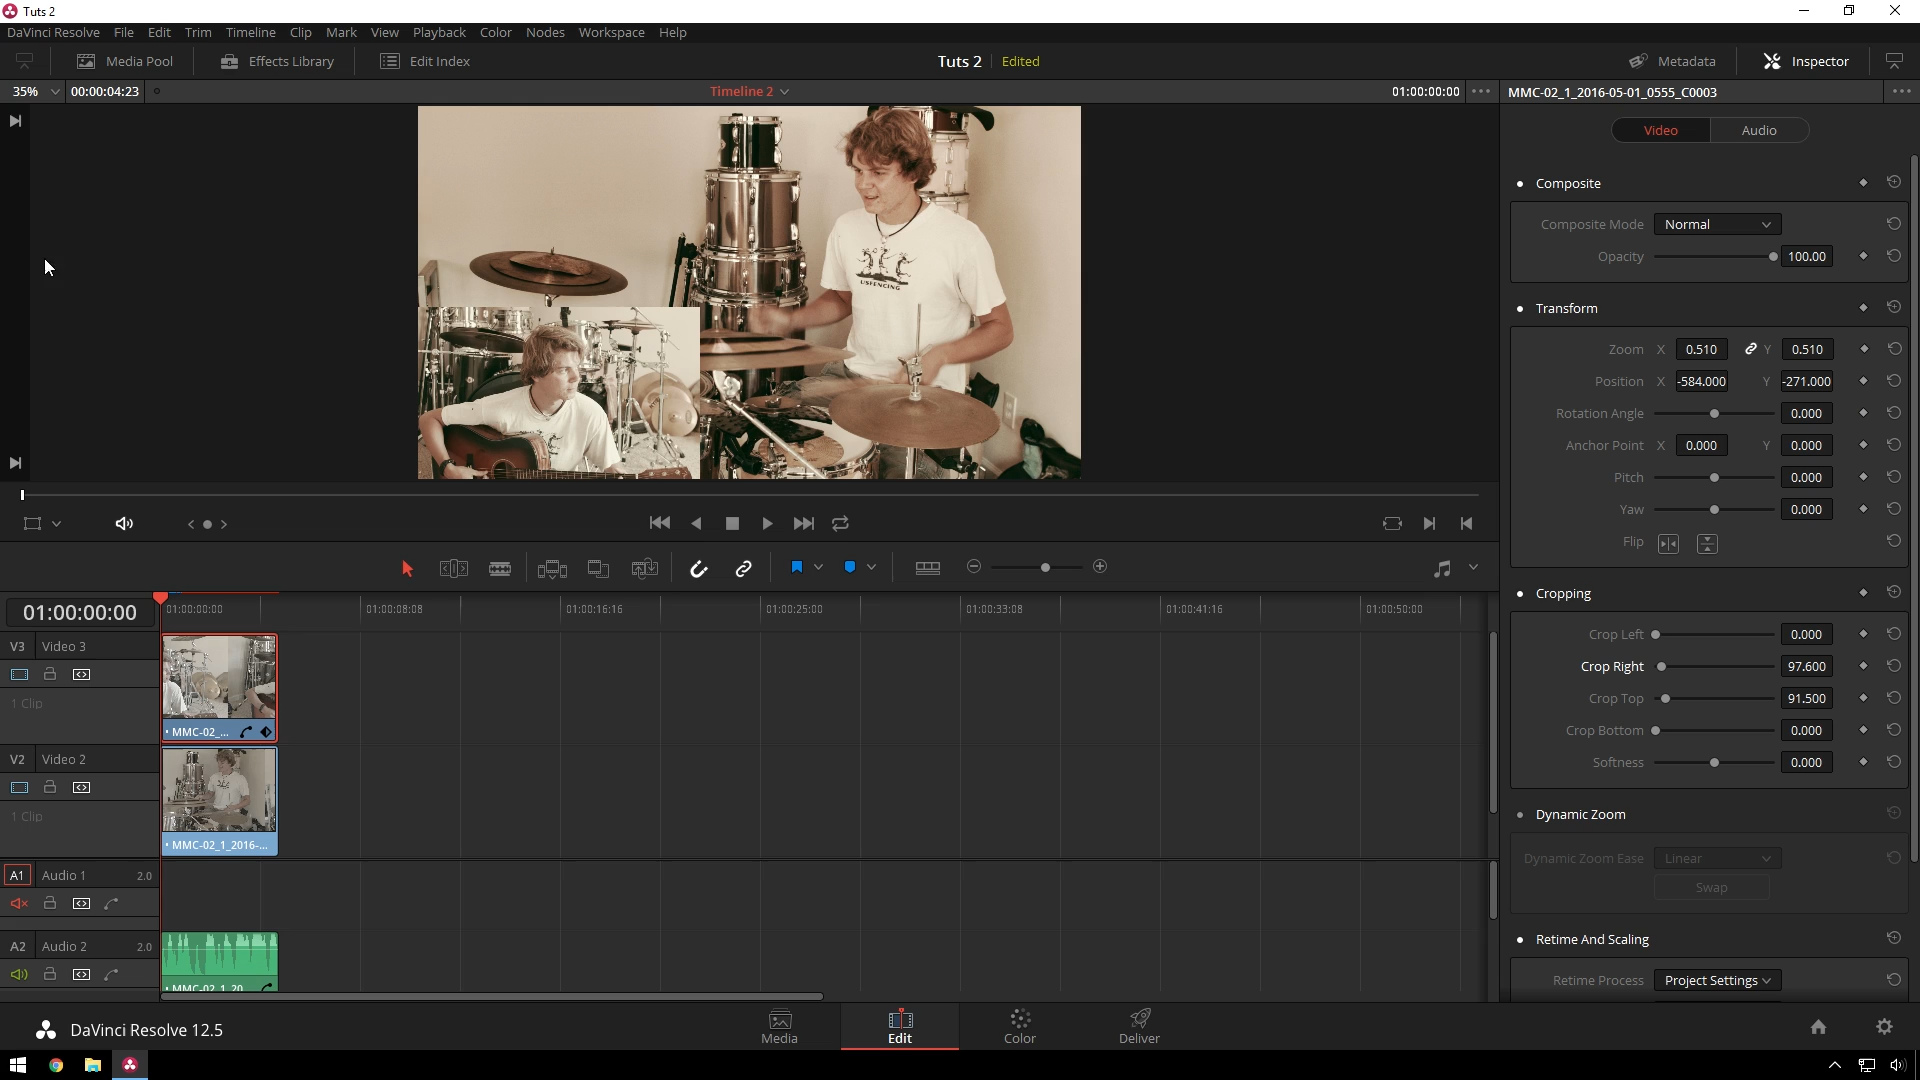 Tuts 2
DaVinci Resolve File Edit Trim Timeline Clip Mark View Playback Color Nodes Workspace Help
Media Pool Effects Library Edit Index Tuts 2 Edited Metadata Inspector
35% 00:00:04:23 Timeline 2 01:00:00:00 MMC-02_1_2016-05-01_0555_C0003
Video Audio
Composite
Composite Mode Normal
Opacity 100.00
LISFENCING
Transform
Zoom X 0.510 Y 0.510
Position X -584.000 Y -271.000
Rotation Angle 0.000
Anchor Point X 0.000 Y 0.000
Pitch 0.000
Yaw 0.000
Flip
01:00:00:00 01:00:00:00 01:00:08:08 01:00:16:16 01:00:25:00 01:00:33:08 01:00:41:16 01:00:50:00
Cropping
Crop Left 0.000
Crop Right 97.600
Crop Top 91.500
Crop Bottom 0.000
Softness 0.000
V3 Video 3
1 Clip
• MMC-02_...
V2 Video 2
1 Clip
• MMC-02_1_2016-...
Dynamic Zoom
Dynamic Zoom Ease Linear
Swap
A1 Audio 1 2.0
A2 Audio 2 2.0
• MMC-02_1_20
Retime And Scaling
Retime Process Project Settings
DaVinci Resolve 12.5
Media Edit Color Deliver